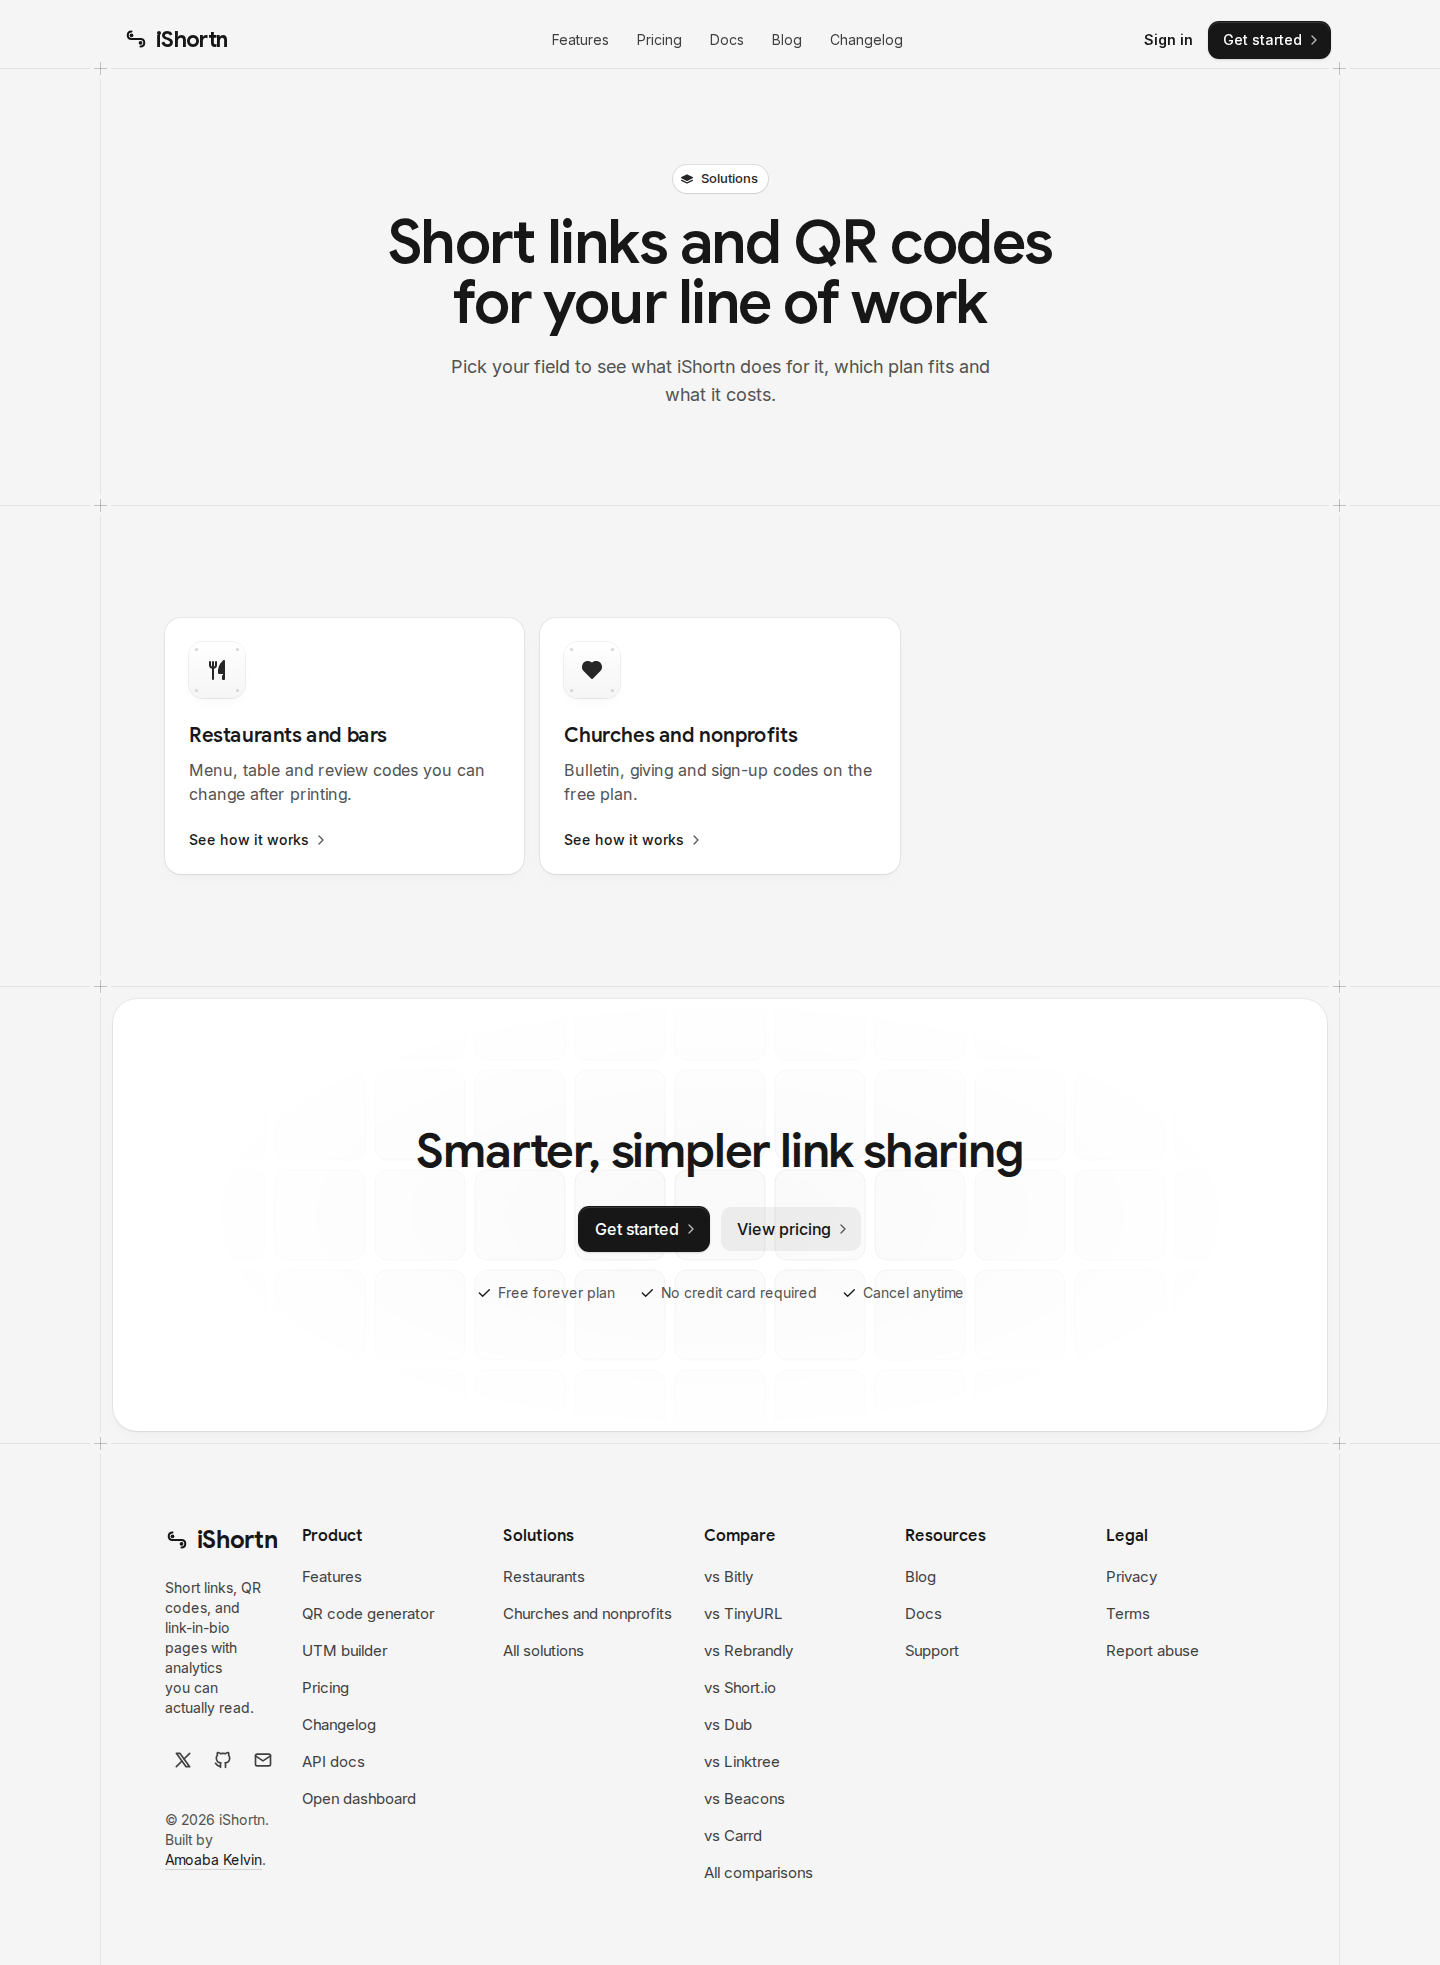 iShortn
Features
Pricing
Docs
Blog
Changelog
Sign in
Get started
Solutions
Short links and QR codes
for your line of work
Pick your field to see what iShortn does for it, which plan fits and
what it costs.
Restaurants and bars
Menu, table and review codes you can
change after printing.
See how it works
Churches and nonprofits
Bulletin, giving and sign-up codes on the
free plan.
See how it works
Smarter, simpler link sharing
Get started
View pricing
Free forever plan
No credit card required
Cancel anytime
iShortn
Short links, QR
codes, and
link-in-bio
pages with
analytics
you can
actually read.
© 2026 iShortn.
Built by
Amoaba Kelvin.
Product
Features
QR code generator
UTM builder
Pricing
Changelog
API docs
Open dashboard
Solutions
Restaurants
Churches and nonprofits
All solutions
Compare
vs Bitly
vs TinyURL
vs Rebrandly
vs Short.io
vs Dub
vs Linktree
vs Beacons
vs Carrd
All comparisons
Resources
Blog
Docs
Support
Legal
Privacy
Terms
Report abuse